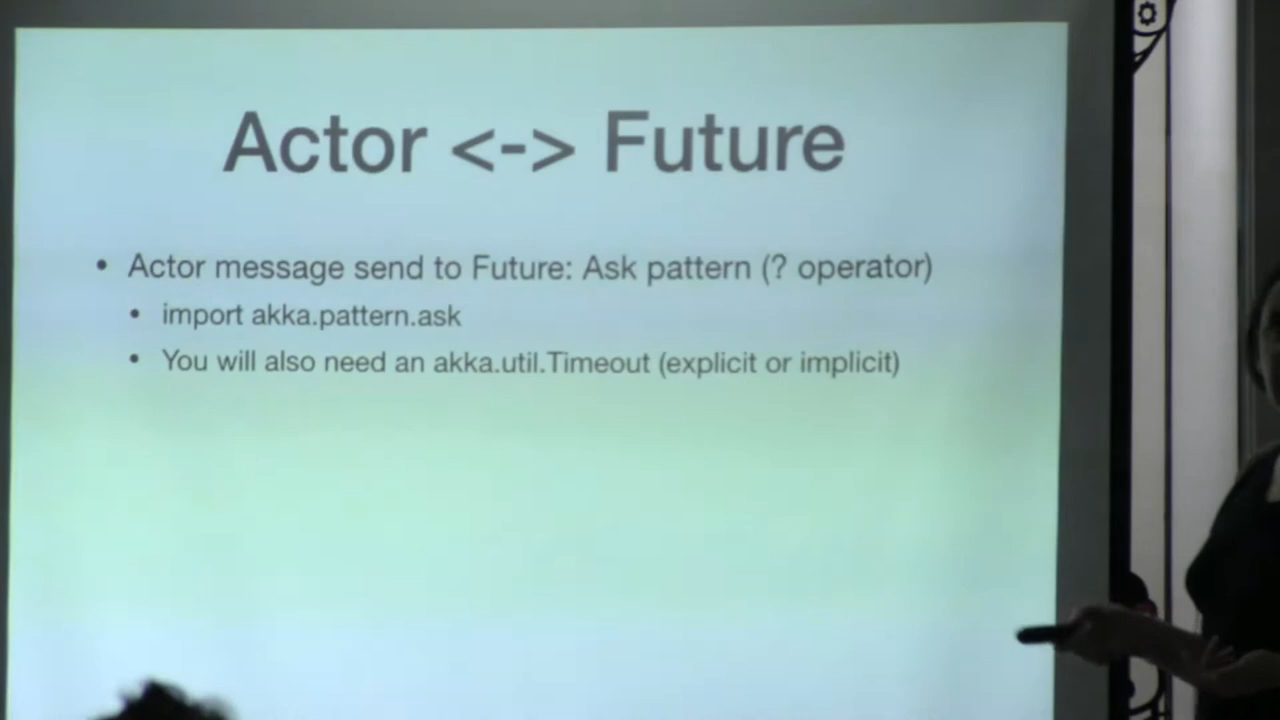 Actor <-> Future
• Actor message send to Future: Ask pattern (? operator)
• import akka.pattern.ask
• You will also need an akka.util.Timeout (explicit or implicit)